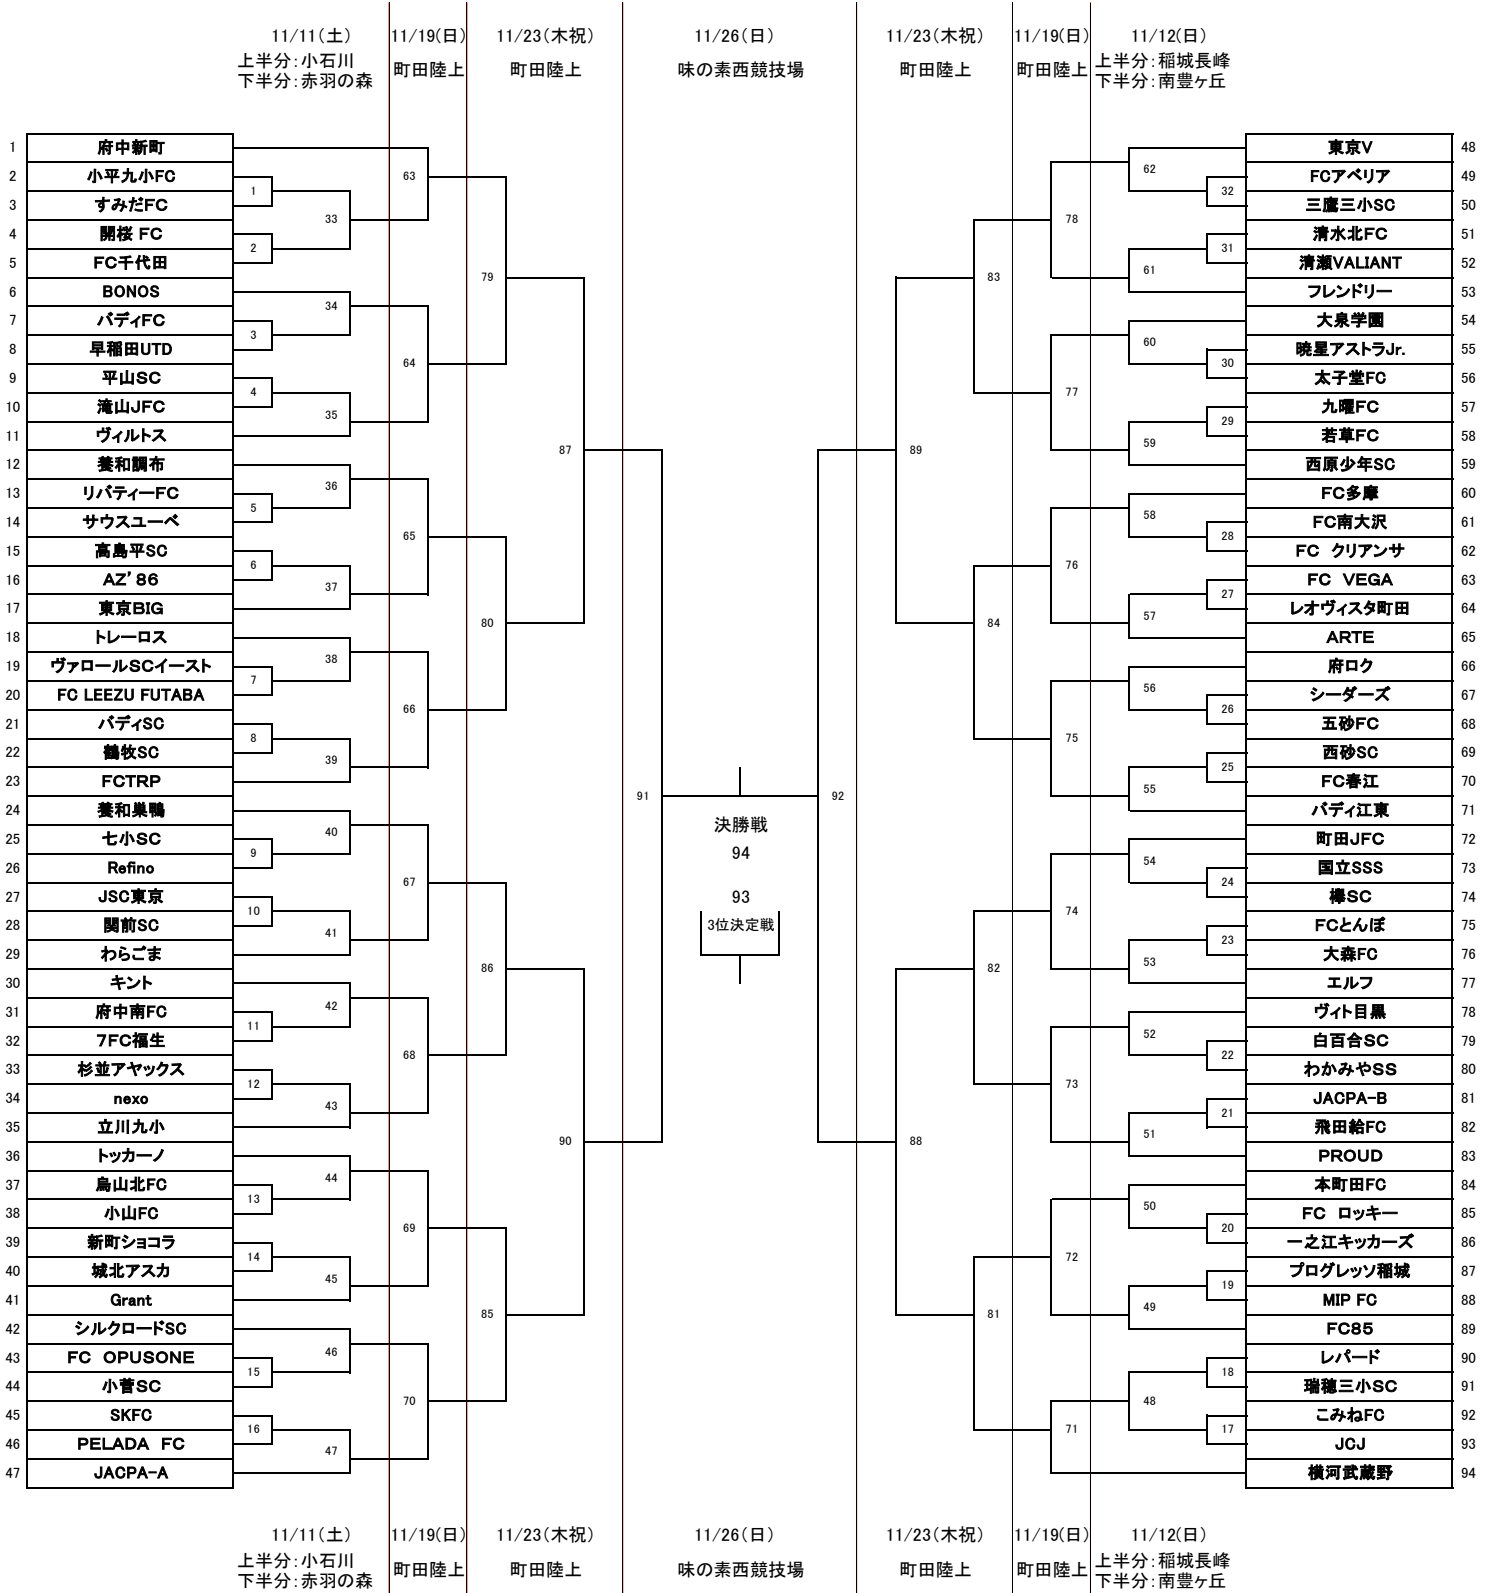 11/11(土) 11/19(日) 11/23(木祝) 11/26(日) 11/23(木祝) 11/19(日) 11/12(日)
上半分:小石川 町田陸上 町田陸上 味の素西競技場 町田陸上 町田陸上 上半分:稲城長峰
下半分:赤羽の森 下半分:南豊ヶ丘
1 府中新町 東京V 48
2 小平九小FC 63 62 FCアベリア 49
1 32
3 すみだFC 33 78 三鷹三小SC 50
4 開桜 FC 清水北FC 51
2 31
5 FC千代田 79 83 61 清瀬VALIANT 52
6 BONOS 34 フレンドリー 53
7 バディFC 大泉学園 54
3 60
8 早稲田UTD 64 30 暁星アストラJr. 55
9 平山SC 太子堂FC 56
4 77
10 滝山JFC 35 九曜FC 57
29
11 ヴィルトス 87 89 59 若草FC 58
12 養和調布 西原少年SC 59
13 リバティーFC 36 FC多摩 60
5 58
14 サウスユーベ 65 28 FC南大沢 61
15 高島平SC FC クリアンサ 62
6 76
16 AZ'86 37 FC VEGA 63
27
17 東京BIG 80 84 57 レオヴィスタ町田 64
18 トレーロス ARTE 65
19 ヴァロールSCイースト 38 府ロク 66
7 56
20 FC LEEZU FUTABA 66 26 シーダーズ 67
21 バディSC 五砂FC 68
8 75
22 鶴牧SC 39 西砂SC 69
25
23 FCTRP 91 92 55 FC春江 70
24 養和巣鴨 バディ江東 71
25 七小SC 40 決勝戦 町田JFC 72
9 94 54
26 Refino 67 24 国立SSS 73
27 JSC東京 93 欅SC 74
10 74
28 関前SC 41 3位決定戦 FCとんぼ 75
23
29 わらごま 86 82 53 大森FC 76
30 キント エルフ 77
31 府中南FC 42 ヴィト目黒 78
11 52
32 7FC福生 68 22 白百合SC 79
33 杉並アヤックス わかみやSS 80
12 73
34 nexo 43 JACPA-B 81
21
35 立川九小 90 88 51 飛田給FC 82
36 トッカーノ PROUD 83
37 烏山北FC 44 本町田FC 84
13 50
38 小山FC 69 20 FC ロッキー 85
39 新町ショコラ 一之江キッカーズ 86
14 72
40 城北アスカ 45 プログレッソ稲城 87
19
41 Grant 85 81 49 MIP FC 88
42 シルクロードSC FC85 89
43 FC OPUSONE 46 レパード 90
15 18
44 小菅SC 70 48 瑞穂三小SC 91
45 SKFC こみねFC 92
16 71 17
46 PELADA FC 47 JCJ 93
47 JACPA-A 横河武蔵野 94
11/11(土) 11/19(日) 11/23(木祝) 11/26(日) 11/23(木祝) 11/19(日) 11/12(日)
上半分:小石川 町田陸上 町田陸上 味の素西競技場 町田陸上 町田陸上 上半分:稲城長峰
下半分:赤羽の森 下半分:南豊ヶ丘